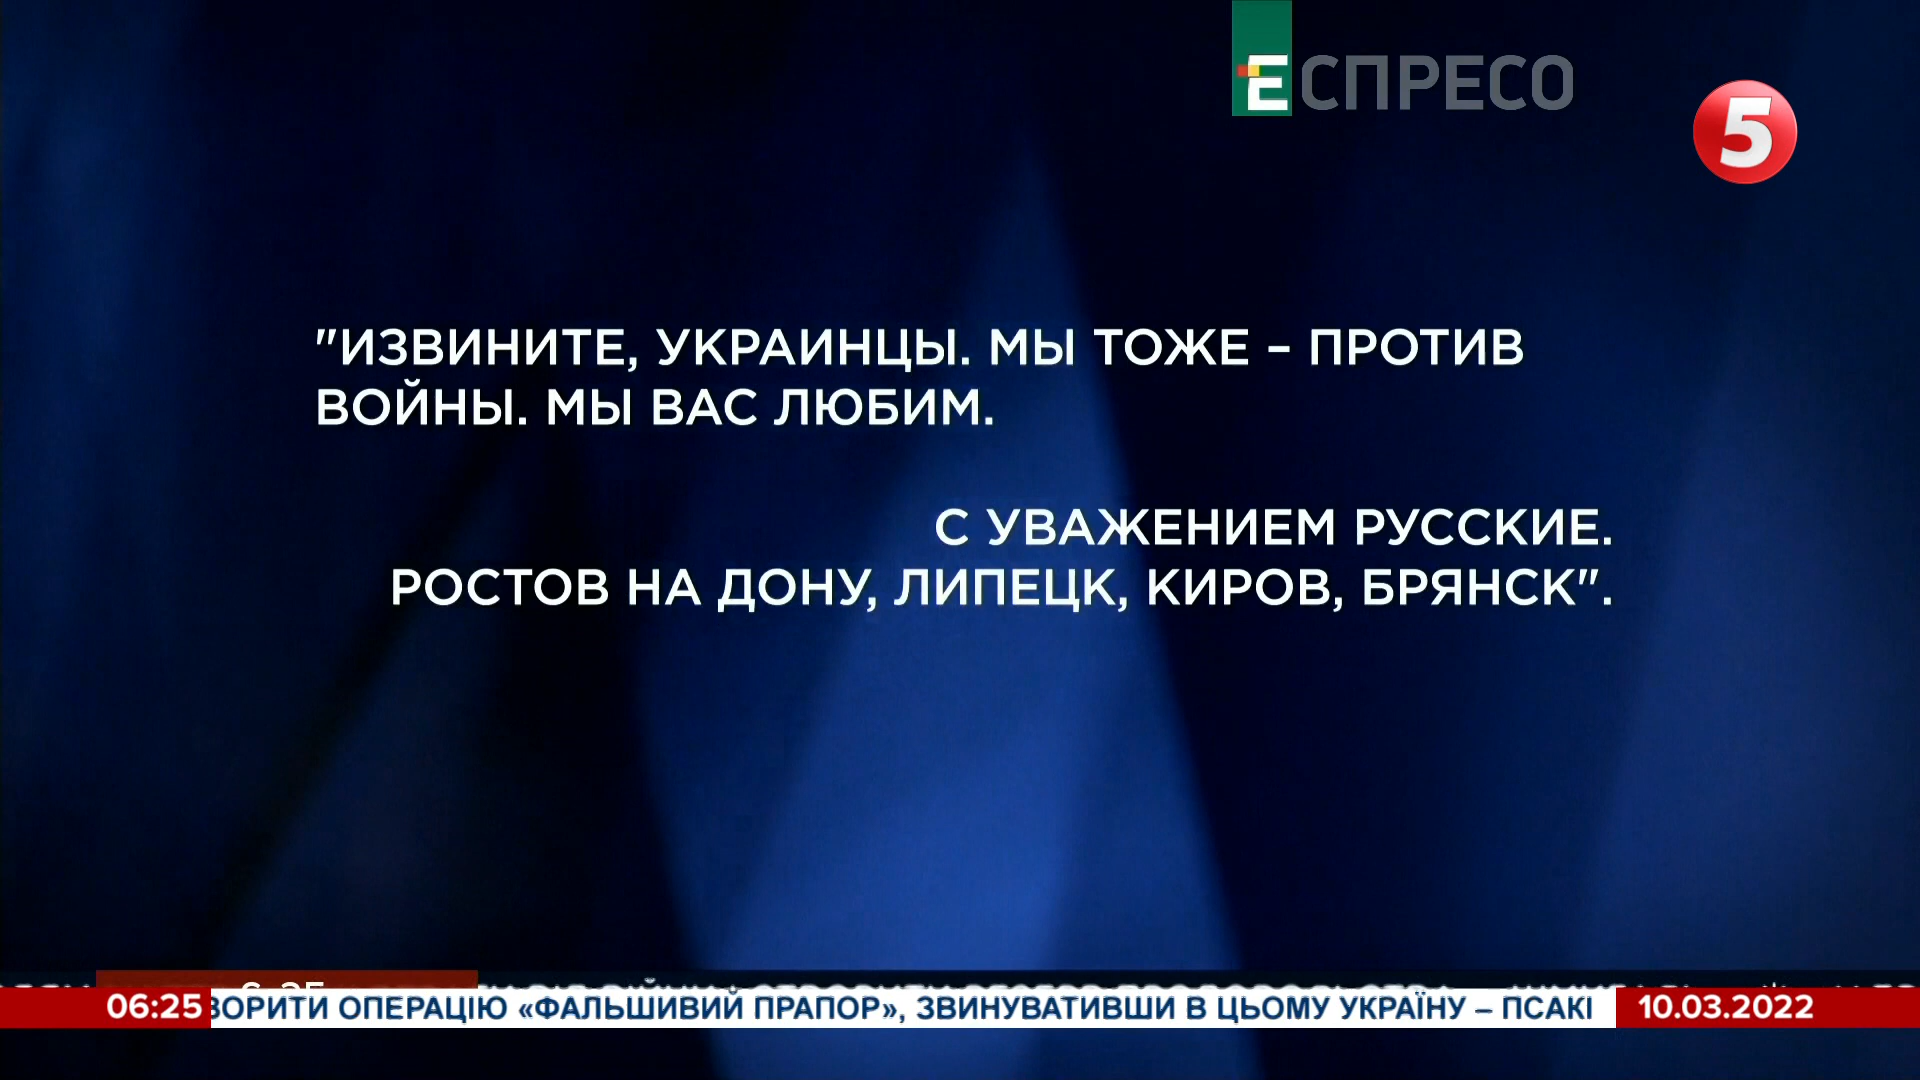 ЕСПРЕСО
5
"ИЗВИНИТЕ, УКРАИНЦЫ. МЫ ТОЖЕ – ПРОТИВ
ВОЙНЫ. МЫ ВАС ЛЮБИМ.
С УВАЖЕНИЕМ РУССКИЕ.
РОСТОВ НА ДОНУ, ЛИПЕЦК, КИРОВ, БРЯНСК".
06:25 ВОРИТИ ОПЕРАЦІЮ «ФАЛЬШИВИЙ ПРАПОР», ЗВИНУВАТИВШИ В ЦЬОМУ УКРАЇНУ – ПСАКІ 10.03.2022